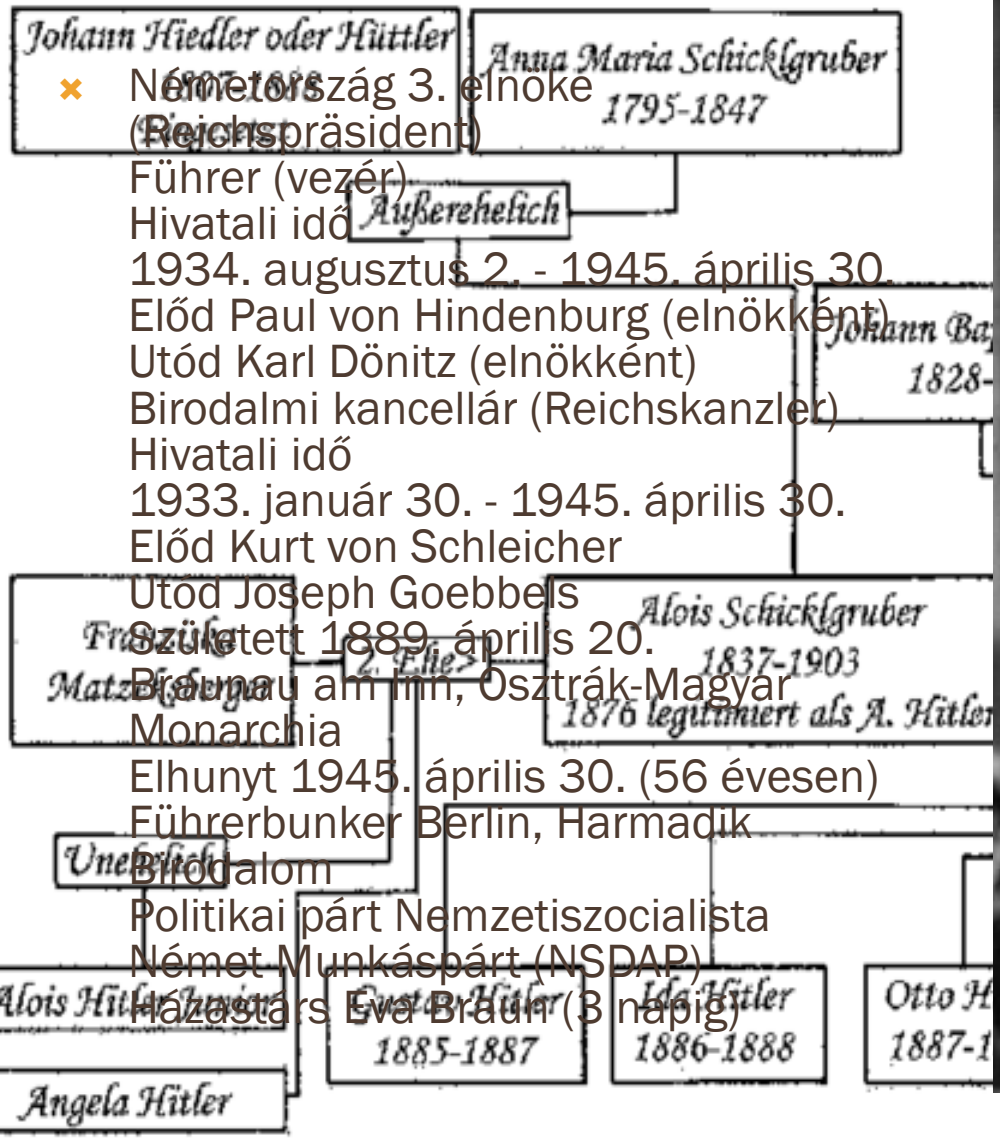 Johann Hiedler oder Hüttler
Anna Maria Schicklgruber
1795-1847
Németország 3. elnöke
(Reichspräsident)
Führer (vezér)
Hivatali idő
1934. augusztus 2. - 1945. április 30.
Előd Paul von Hindenburg (elnökként)
Utód Karl Dönitz (elnökként)
Birodalmi kancellár (Reichskanzler)
Hivatali idő
1933. január 30. - 1945. április 30.
Előd Kurt von Schleicher
Utód Joseph Goebbels
Született 1889. április 20.
Braunau am Inn, Osztrák-Magyar
Monarchia
Elhunyt 1945. április 30. (56 évesen)
Führerbunker Berlin, Harmadik
Birodalom
Politikai párt Nemzetiszocialista
Német Munkáspárt (NSDAP)
Házastárs Eva Braun (3 napig)
Außerehelich
Johann
1828-
Alois Schicklgruber
1837-1903
1876 legitimiert als A. Hitler
2. Ehe>
Unehelich
Alois Hitler
Hitler
1885-1887
Ida Hitler
1886-1888
Otto
1887-
Angela Hitler